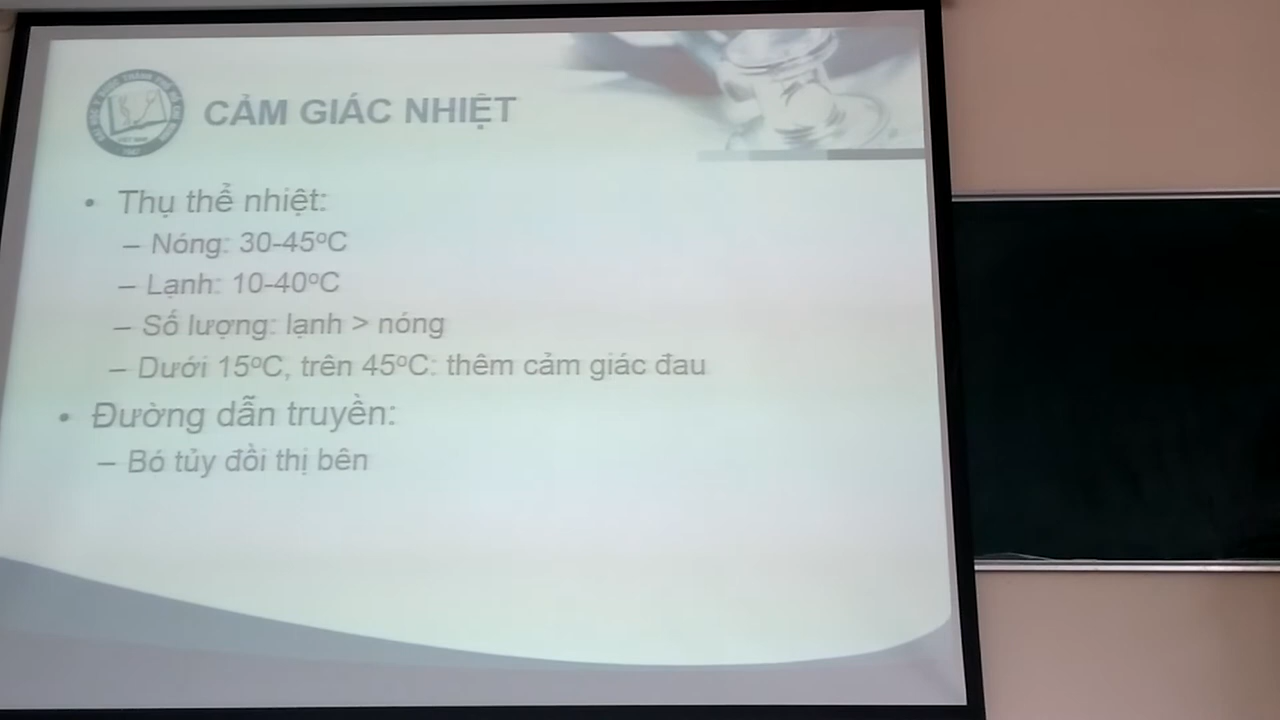 CẢM GIÁC NHIỆT
• Thụ thể nhiệt:
– Nóng: 30-45ºC
– Lạnh: 10-40ºC
– Số lượng: lạnh > nóng
– Dưới 15ºC, trên 45ºC: thêm cảm giác đau
• Đường dẫn truyền:
– Bó tủy đồi thị bên